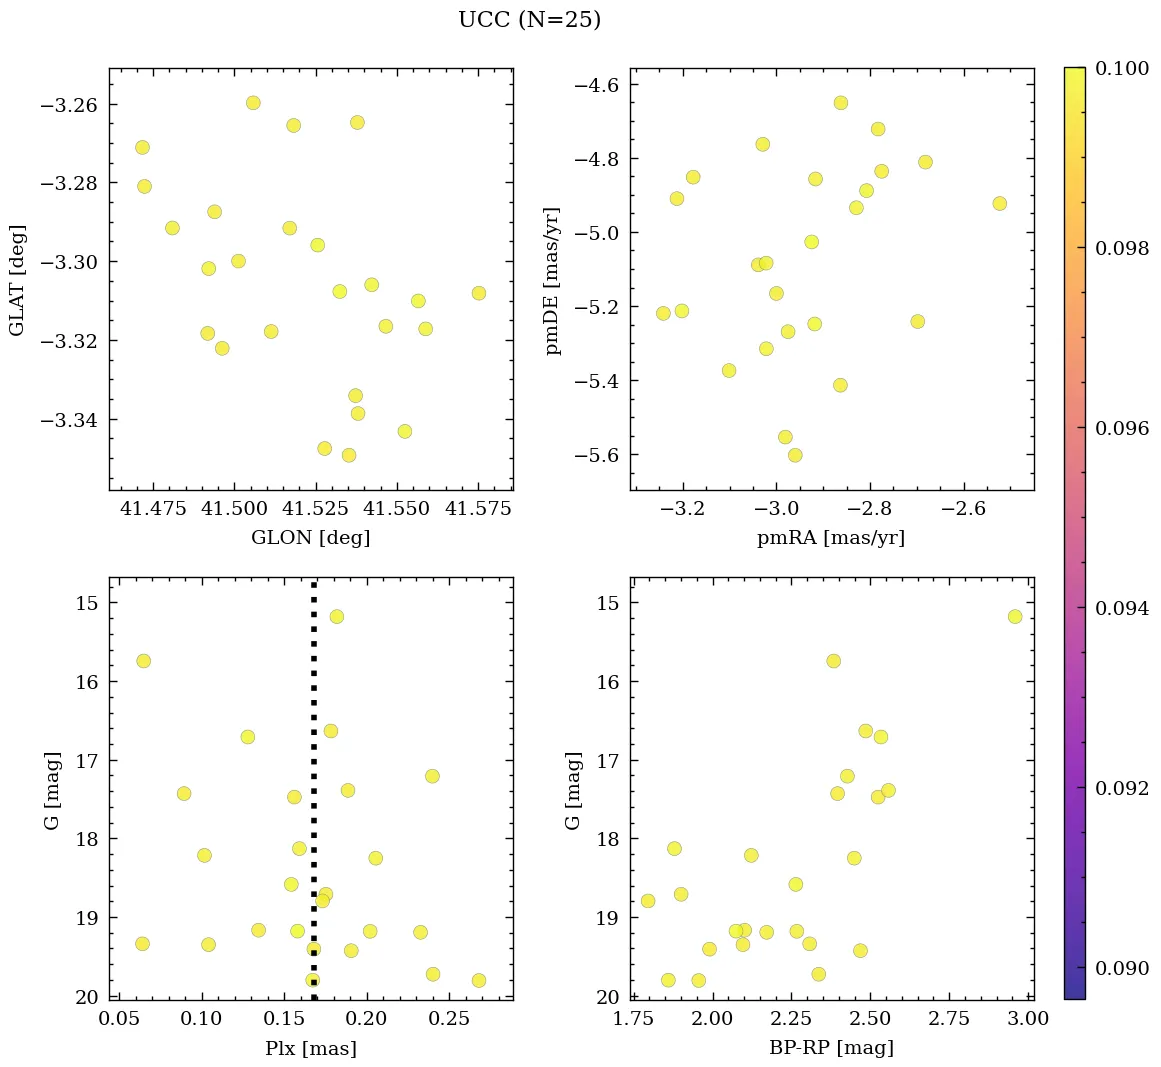 UCC (N=25)
−3.26
−3.28
−3.30
−3.32
−3.34
GLAT [deg]
41.475 41.500 41.525 41.550 41.575
GLON [deg]
−4.6
−4.8
−5.0
−5.2
−5.4
−5.6
pmDE [mas/yr]
−3.2 −3.0 −2.8 −2.6
pmRA [mas/yr]
15
16
17
18
19
20
G [mag]
0.05 0.10 0.15 0.20 0.25
Plx [mas]
15
16
17
18
19
20
G [mag]
1.75 2.00 2.25 2.50 2.75 3.00
BP-RP [mag]
0.100
0.098
0.096
0.094
0.092
0.090